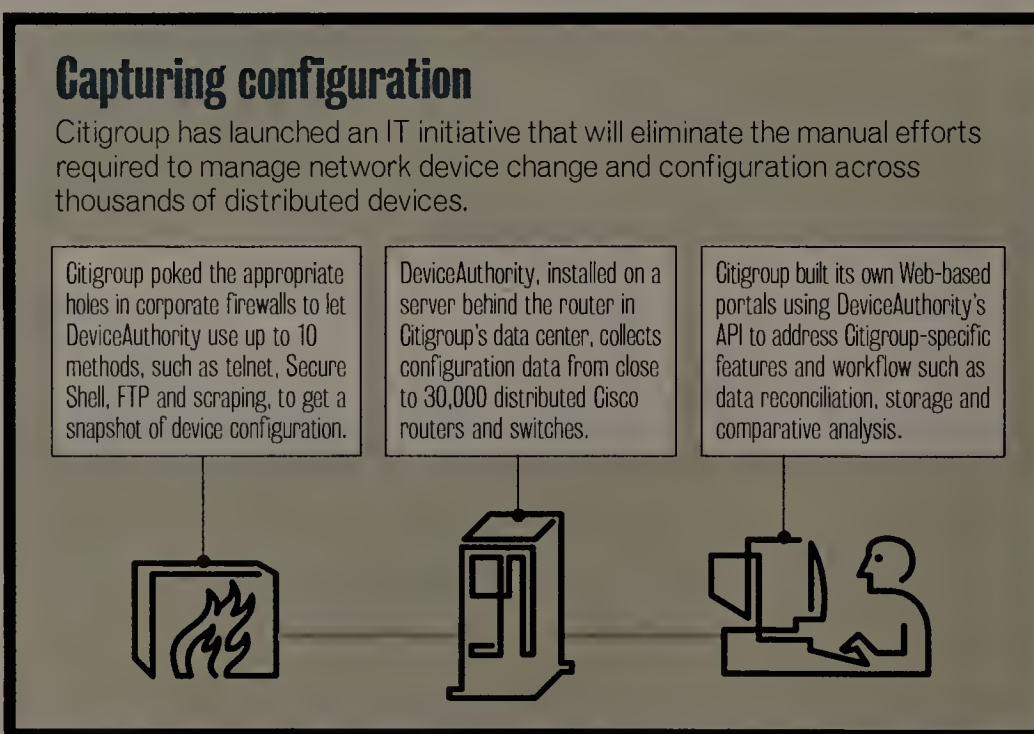 Capturing configuration
Citigroup has launched an IT initiative that will eliminate the manual efforts
required to manage network device change and configuration across
thousands of distributed devices.
Citigroup poked the appropriate
holes in corporate firewalls to let
DeviceAuthority use up to 10
methods, such as telnet, Secure
Shell, FTP and scraping, to get a
snapshot of device configuration.
DeviceAuthority, installed on a
server behind the router in
Citigroup's data center, collects
configuration data from close
to 30,000 distributed Cisco
routers and switches.
Citigroup built its own Web-based
portals using DeviceAuthority's
API to address Citigroup-specific
features and workflow such as
data reconciliation, storage and
comparative analysis.